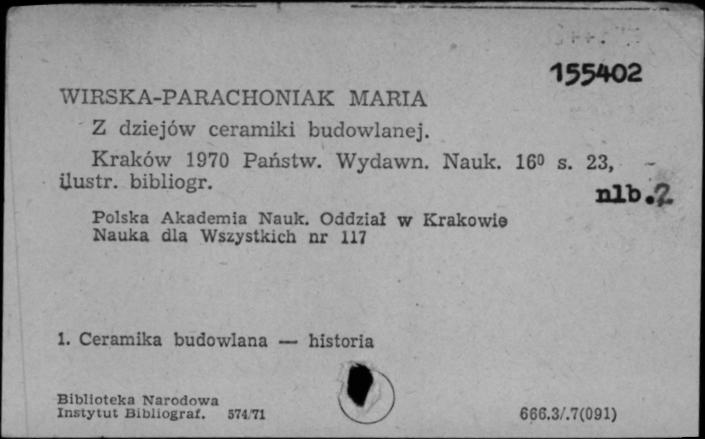 155402
WIRSKA-PARACHONIAK MARIA
Z dziejów ceramiki budowlanej.
Kraków 1970 Państw. Wydawn. Nauk. 16⁰ s. 23,
ilustr. bibliogr.
nlb. 2
Polska Akademia Nauk. Oddział w Krakowie
Nauka dla Wszystkich nr 117
1. Ceramika budowlana — historia
Biblioteka Narodowa
Instytut Bibliograf. 574/71
666.3/.7(091)